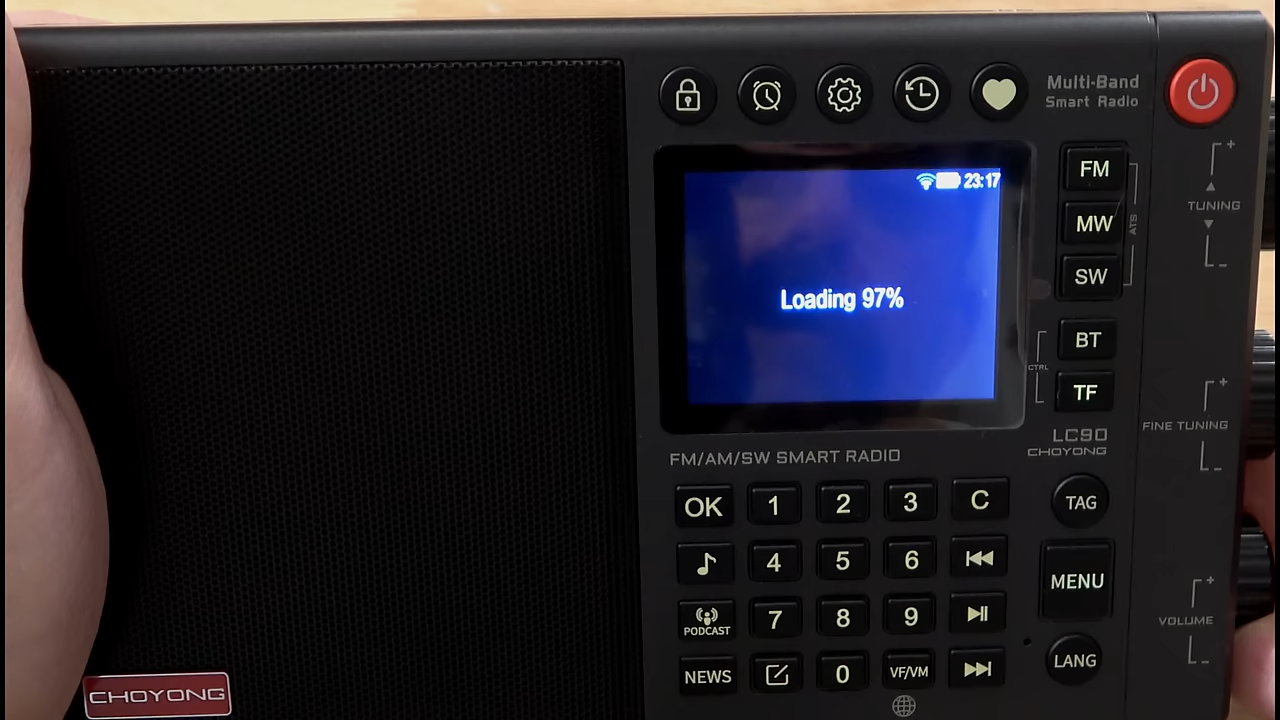 Multi-Band
Smart Radio
23:17
Loading 97%
FM
MW
SW
ATS
BT
TF
CTRL
LC90
CHOYONG
+
TUNING
-
+
FINE TUNING
-
+
VOLUME
-
FM/AM/SW SMART RADIO
OK 1 2 3 C
4 5 6
PODCAST 7 8 9
NEWS 0 VF/VM
TAG
MENU
LANG
CHOYONG